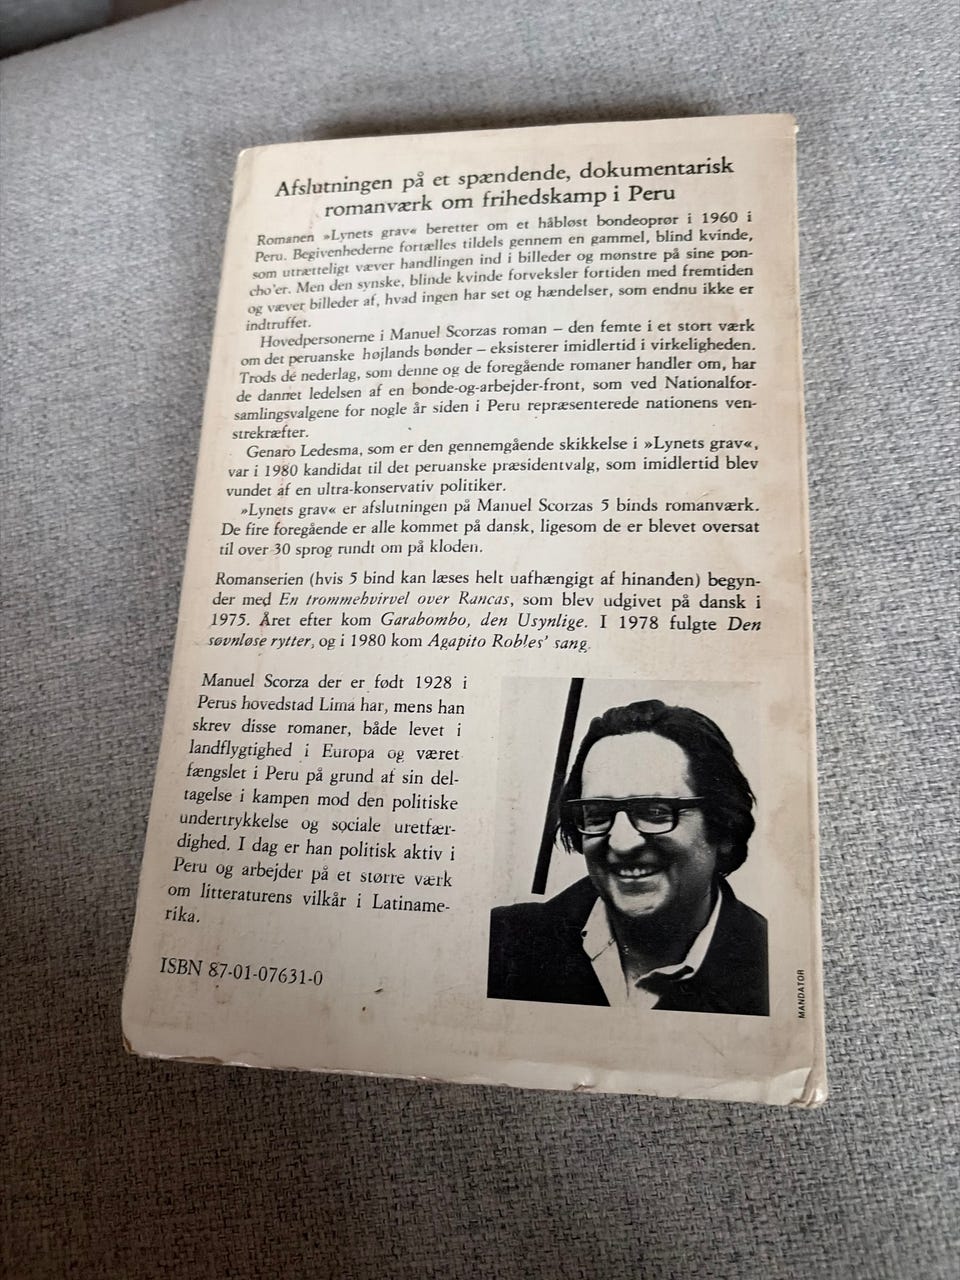 Afslutningen på et spændende, dokumentarisk
romanværk om frihedskamp i Peru
Romanen »Lynets grav« beretter om et håbløst bondeoprør i 1960 i
Peru. Begivenhederne fortælles tildels gennem en gammel, blind kvinde,
som utrætteligt væver handlingen ind i billeder og mønstre på sine pon-
cho'er. Men den synske, blinde kvinde forveksler fortiden med fremtiden
og væver billeder af, hvad ingen har set og hændelser, som endnu ikke er
indtruffet.
Hovedpersonerne i Manuel Scorzas roman – den femte i et stort værk
om det peruanske højlands bønder – eksisterer imidlertid i virkeligheden.
Trods de nederlag, som denne og de foregående romaner handler om, har
de dannet ledelsen af en bonde-og-arbejder-front, som ved Nationalfor-
samlingsvalgene for nogle år siden i Peru repræsenterede nationens ven-
strekræfter.
Genaro Ledesma, som er den gennemgående skikkelse i »Lynets grav«,
var i 1980 kandidat til det peruanske præsidentvalg, som imidlertid blev
vundet af en ultra-konservativ politiker.
»Lynets grav« er afslutningen på Manuel Scorzas 5 binds romanværk.
De fire foregående er alle kommet på dansk, ligesom de er blevet oversat
til over 30 sprog rundt om på kloden.
Romanserien (hvis 5 bind kan læses helt uafhængigt af hinanden) begyn-
der med En trommehvirvel over Rancas, som blev udgivet på dansk i
1975. Året efter kom Garabombo, den Usynlige. I 1978 fulgte Den
søvnløse rytter, og i 1980 kom Agapito Robles' sang.
Manuel Scorza der er født 1928 i
Perus hovedstad Lima har, mens han
skrev disse romaner, både levet i
landflygtighed i Europa og været
fængslet i Peru på grund af sin del-
tagelse i kampen mod den politiske
undertrykkelse og sociale uretfær-
dighed. I dag er han politisk aktiv i
Peru og arbejder på et større værk
om litteraturens vilkår i Latiname-
rika.
ISBN 87-01-07631-0
MANDATOR